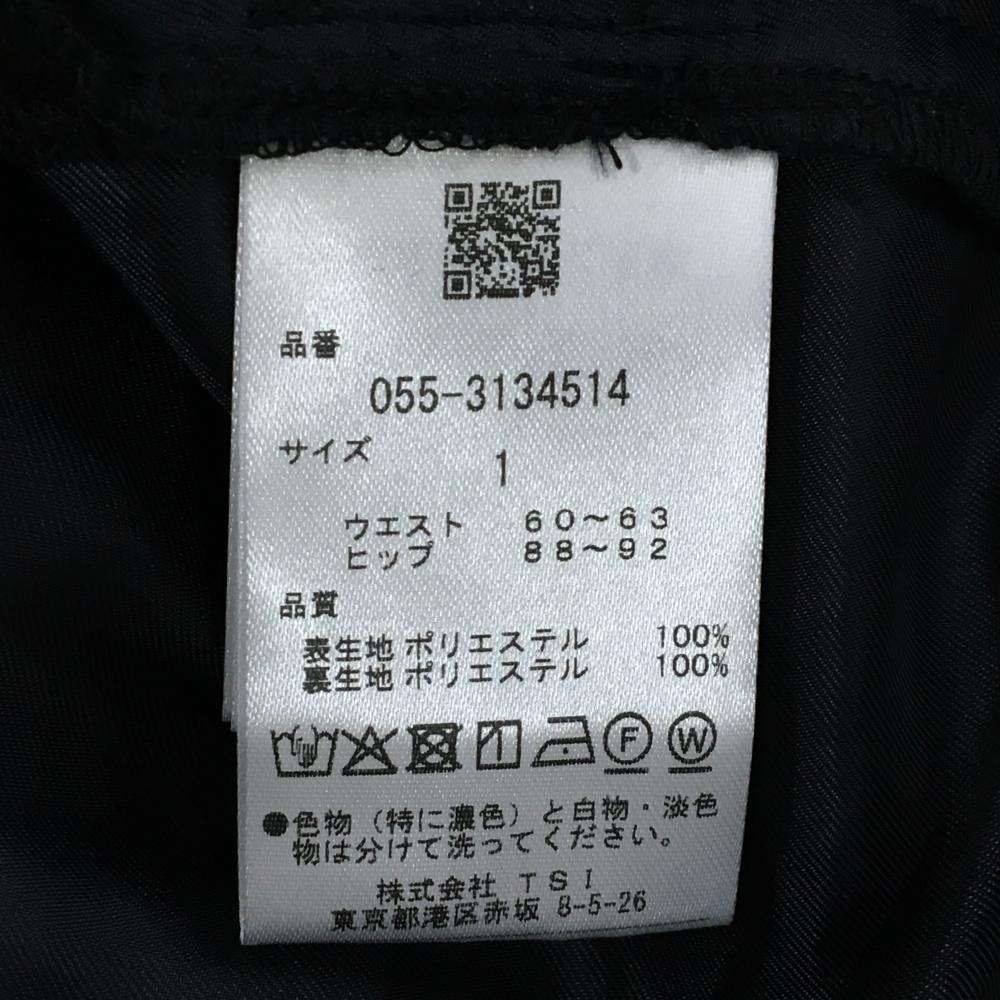 品番
055-3134514
サイズ
1
ウエスト 60～63
ヒップ 88～92
品質
表生地 ポリエステル 100%
裏生地 ポリエステル 100%
F W
●色物（特に濃色）と白物・淡色
物は分けて洗ってください。
株式会社 TSI
東京都港区赤坂 8-5-26